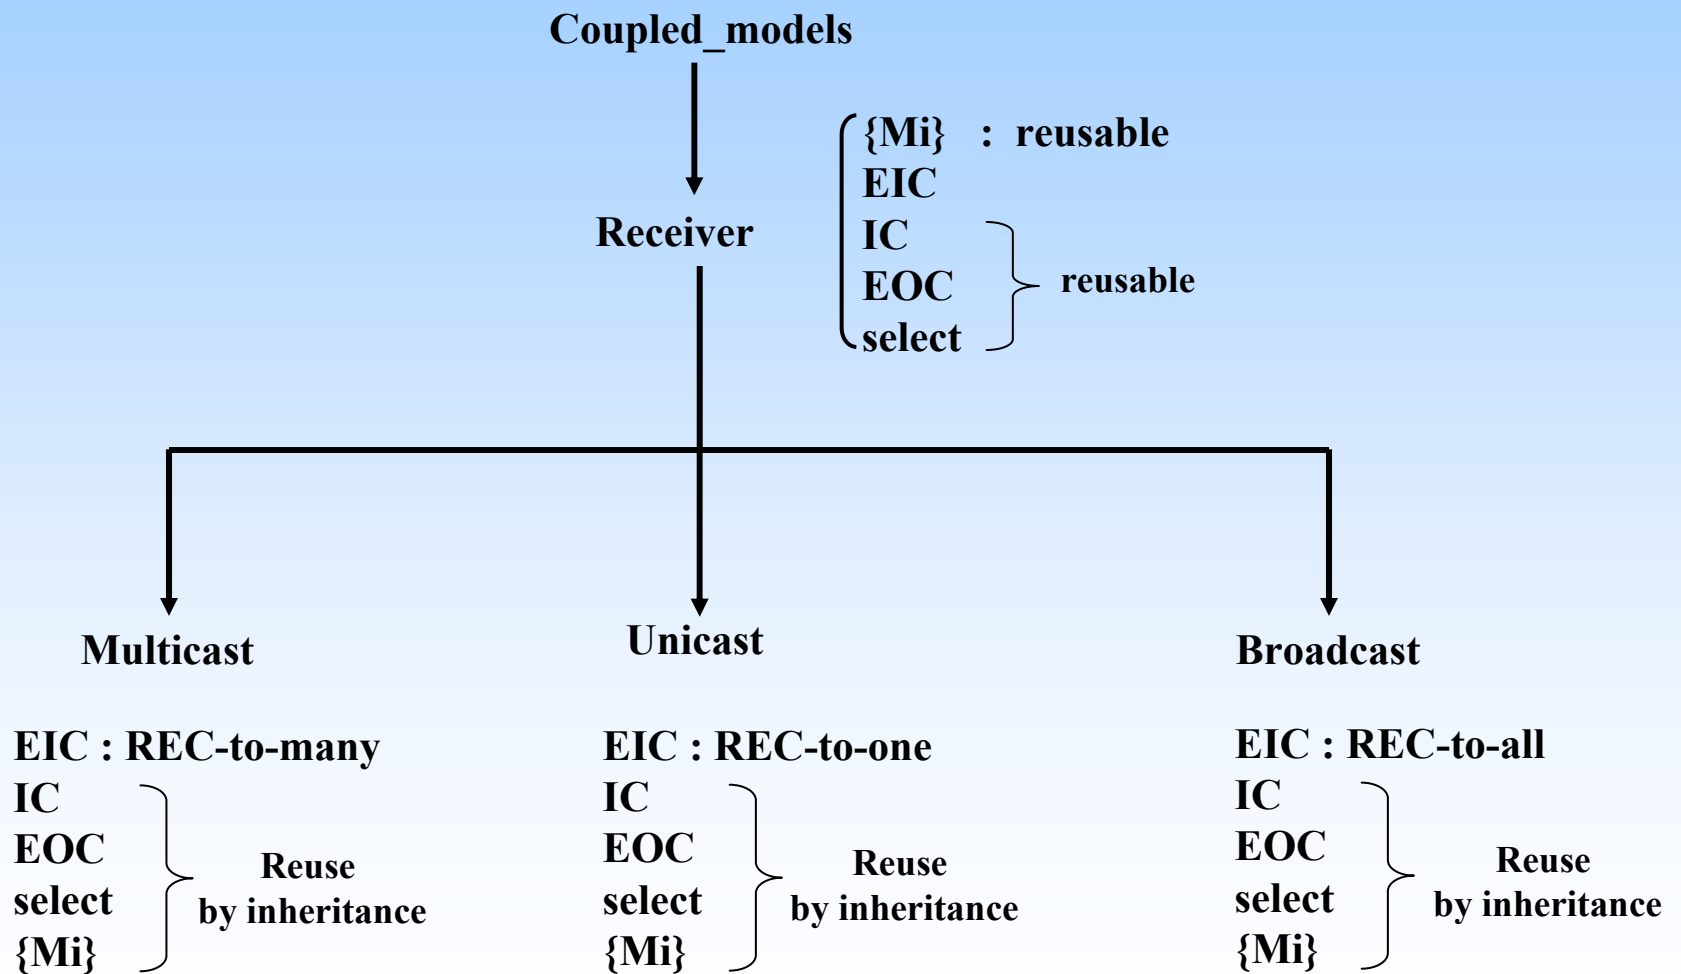 Coupled_models
{Mi} : reusable
EIC
Receiver
IC
EOC
reusable
select
Multicast
Unicast
Broadcast
EIC : REC-to-many
IC
EOC
select
{Mi}
Reuse
by inheritance
EIC : REC-to-one
IC
EOC
select
{Mi}
Reuse
by inheritance
EIC : REC-to-all
IC
EOC
select
{Mi}
Reuse
by inheritance